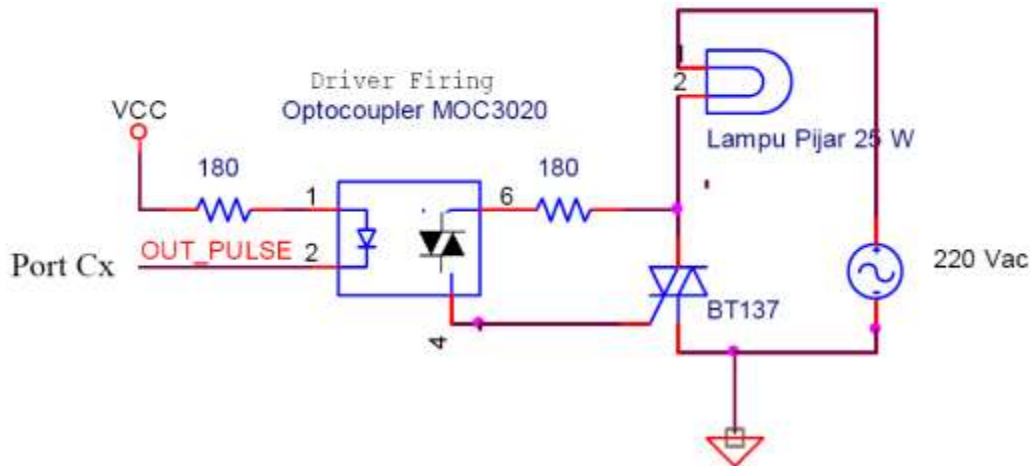 Driver Firing
Optocoupler MOC3020
VCC
180
1
2
OUT_PULSE
Port Cx
6
180
4
1
2
Lampu Pijar 25 W
BT137
220 Vac